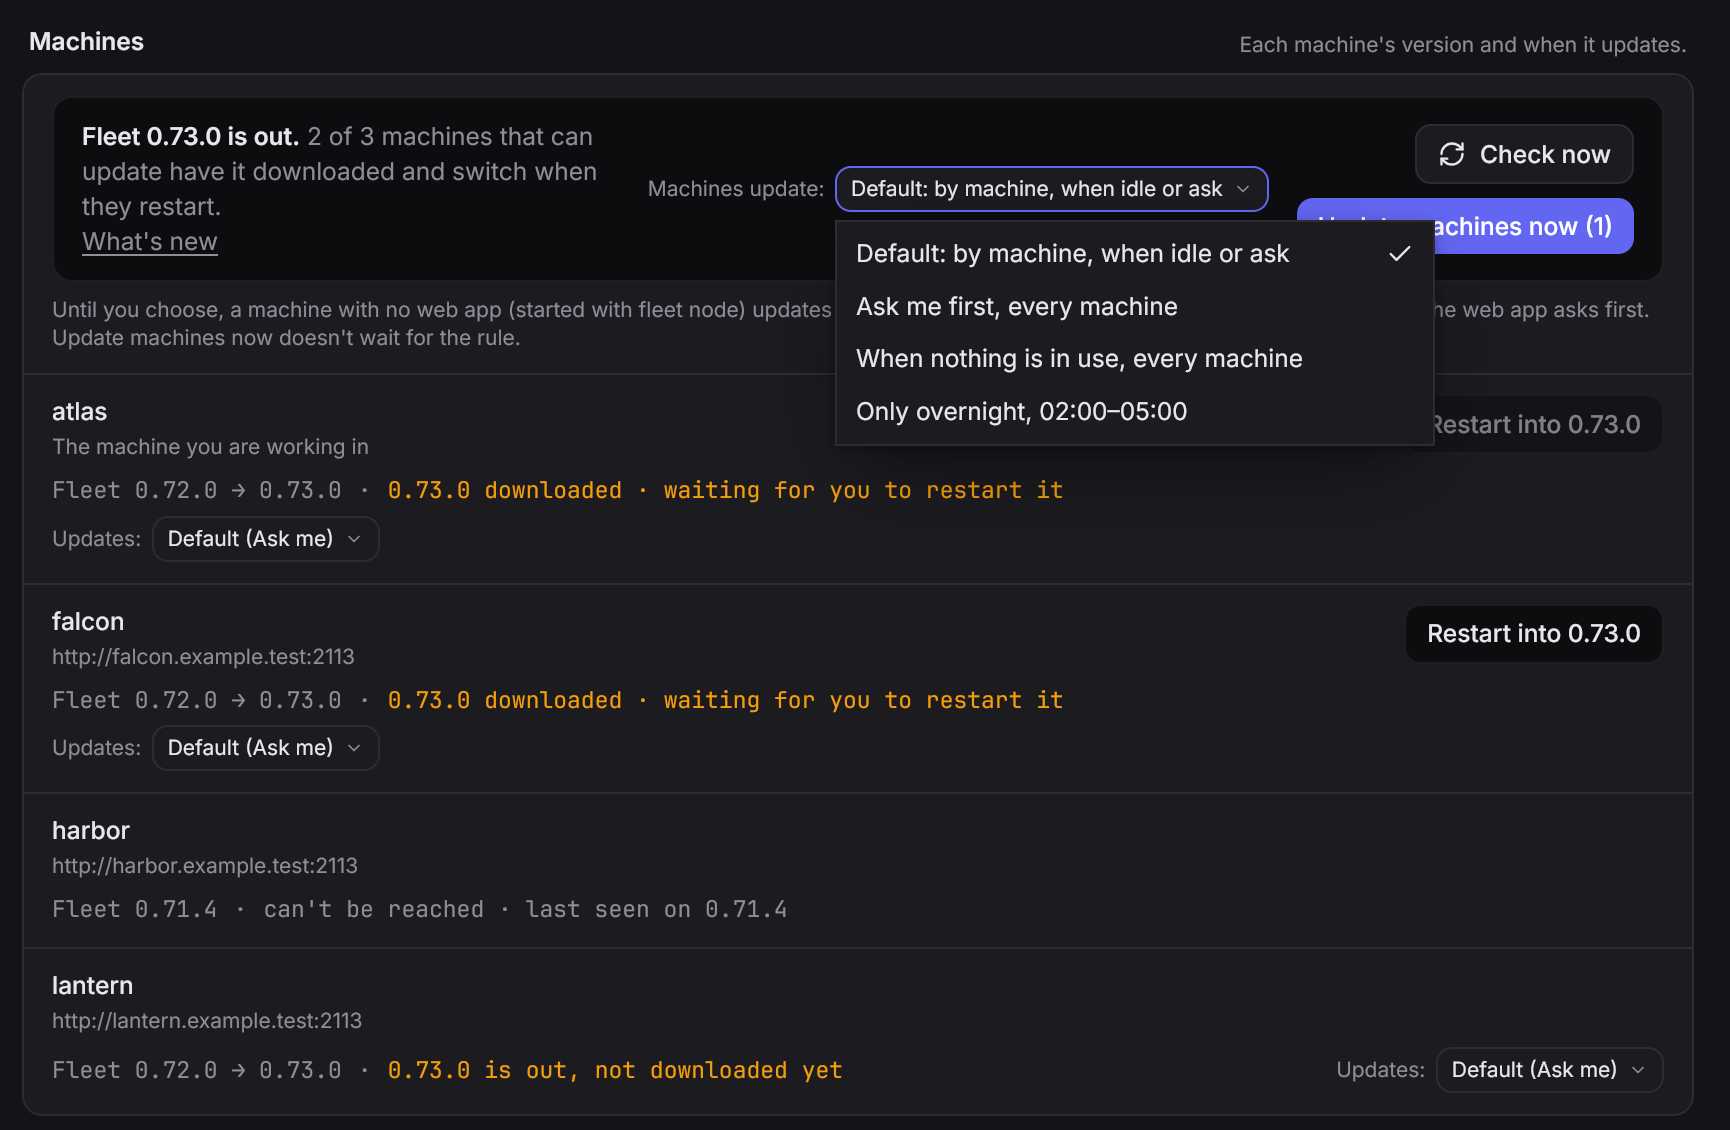 Machines
Each machine's version and when it updates.
Fleet 0.73.0 is out. 2 of 3 machines that can
update have it downloaded and switch when
they restart.
What's new
Machines update:
Default: by machine, when idle or ask
Check now
achines now (1)
Default: by machine, when idle or ask
Ask me first, every machine
When nothing is in use, every machine
Only overnight, 02:00–05:00
Until you choose, a machine with no web app (started with fleet node) updates
he web app asks first.
Update machines now doesn't wait for the rule.
atlas
The machine you are working in
Restart into 0.73.0
Fleet 0.72.0 → 0.73.0 · 0.73.0 downloaded · waiting for you to restart it
Updates: Default (Ask me)
falcon
http://falcon.example.test:2113
Restart into 0.73.0
Fleet 0.72.0 → 0.73.0 · 0.73.0 downloaded · waiting for you to restart it
Updates: Default (Ask me)
harbor
http://harbor.example.test:2113
Fleet 0.71.4 · can't be reached · last seen on 0.71.4
lantern
http://lantern.example.test:2113
Fleet 0.72.0 → 0.73.0 · 0.73.0 is out, not downloaded yet
Updates: Default (Ask me)